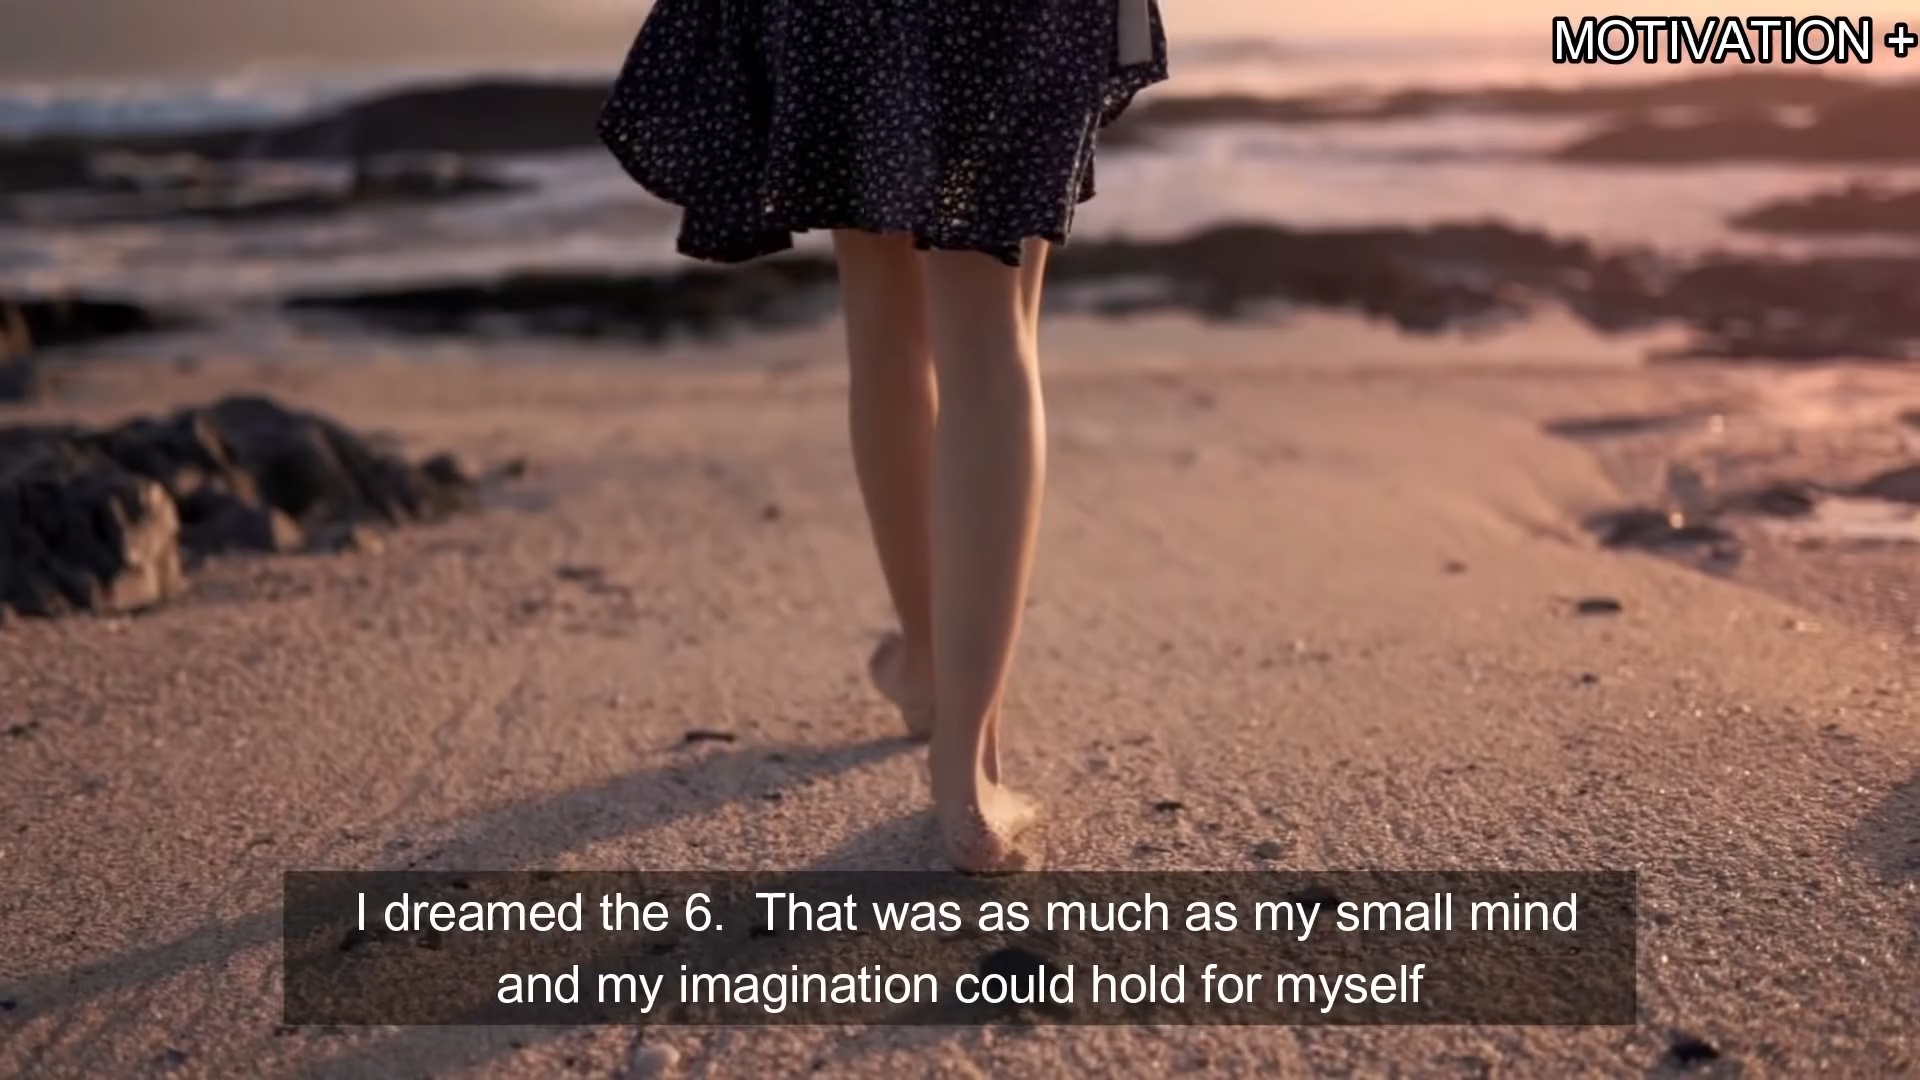 MOTIVATION +
I dreamed the 6.  That was as much as my small mind
and my imagination could hold for myself